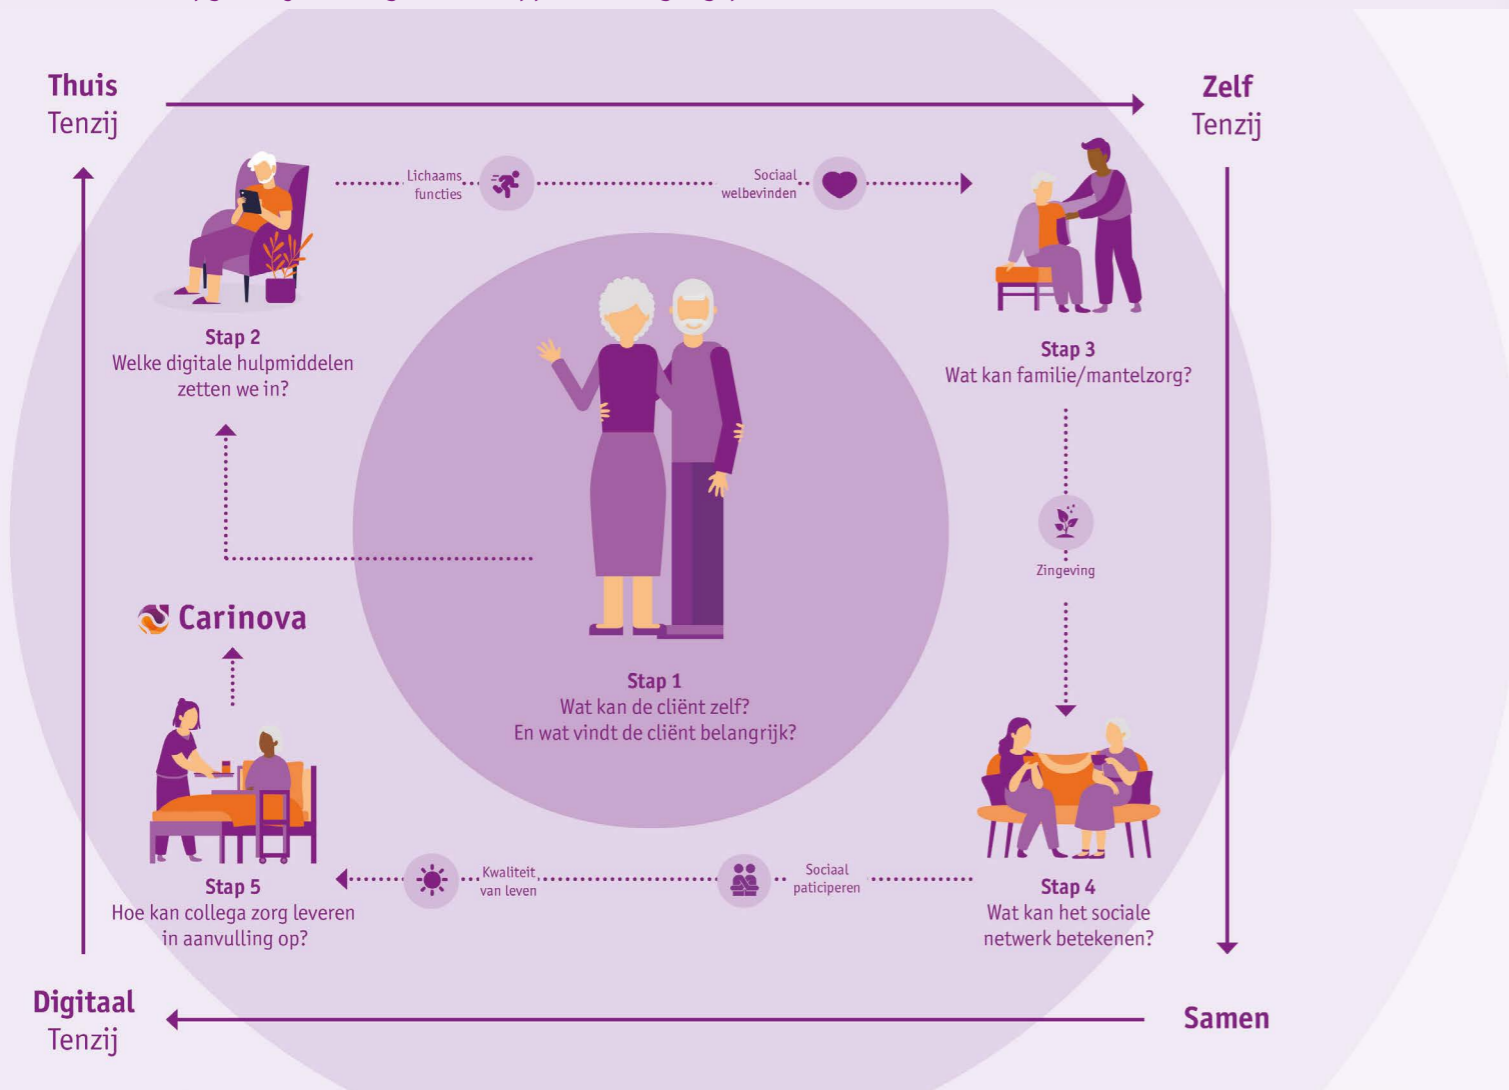 Thuis
Tenzij
Zelf
Tenzij
Lichaams
functies
Sociaal
welbevinden
Stap 2
Welke digitale hulpmiddelen
zetten we in?
Stap 3
Wat kan familie/mantelzorg?
Zingeving
Carinova
Stap 1
Wat kan de cliënt zelf?
En wat vindt de cliënt belangrijk?
Stap 5
Hoe kan collega zorg leveren
in aanvulling op?
Kwaliteit
van leven
Sociaal
paticiperen
Stap 4
Wat kan het sociale
netwerk betekenen?
Digitaal
Tenzij
Samen